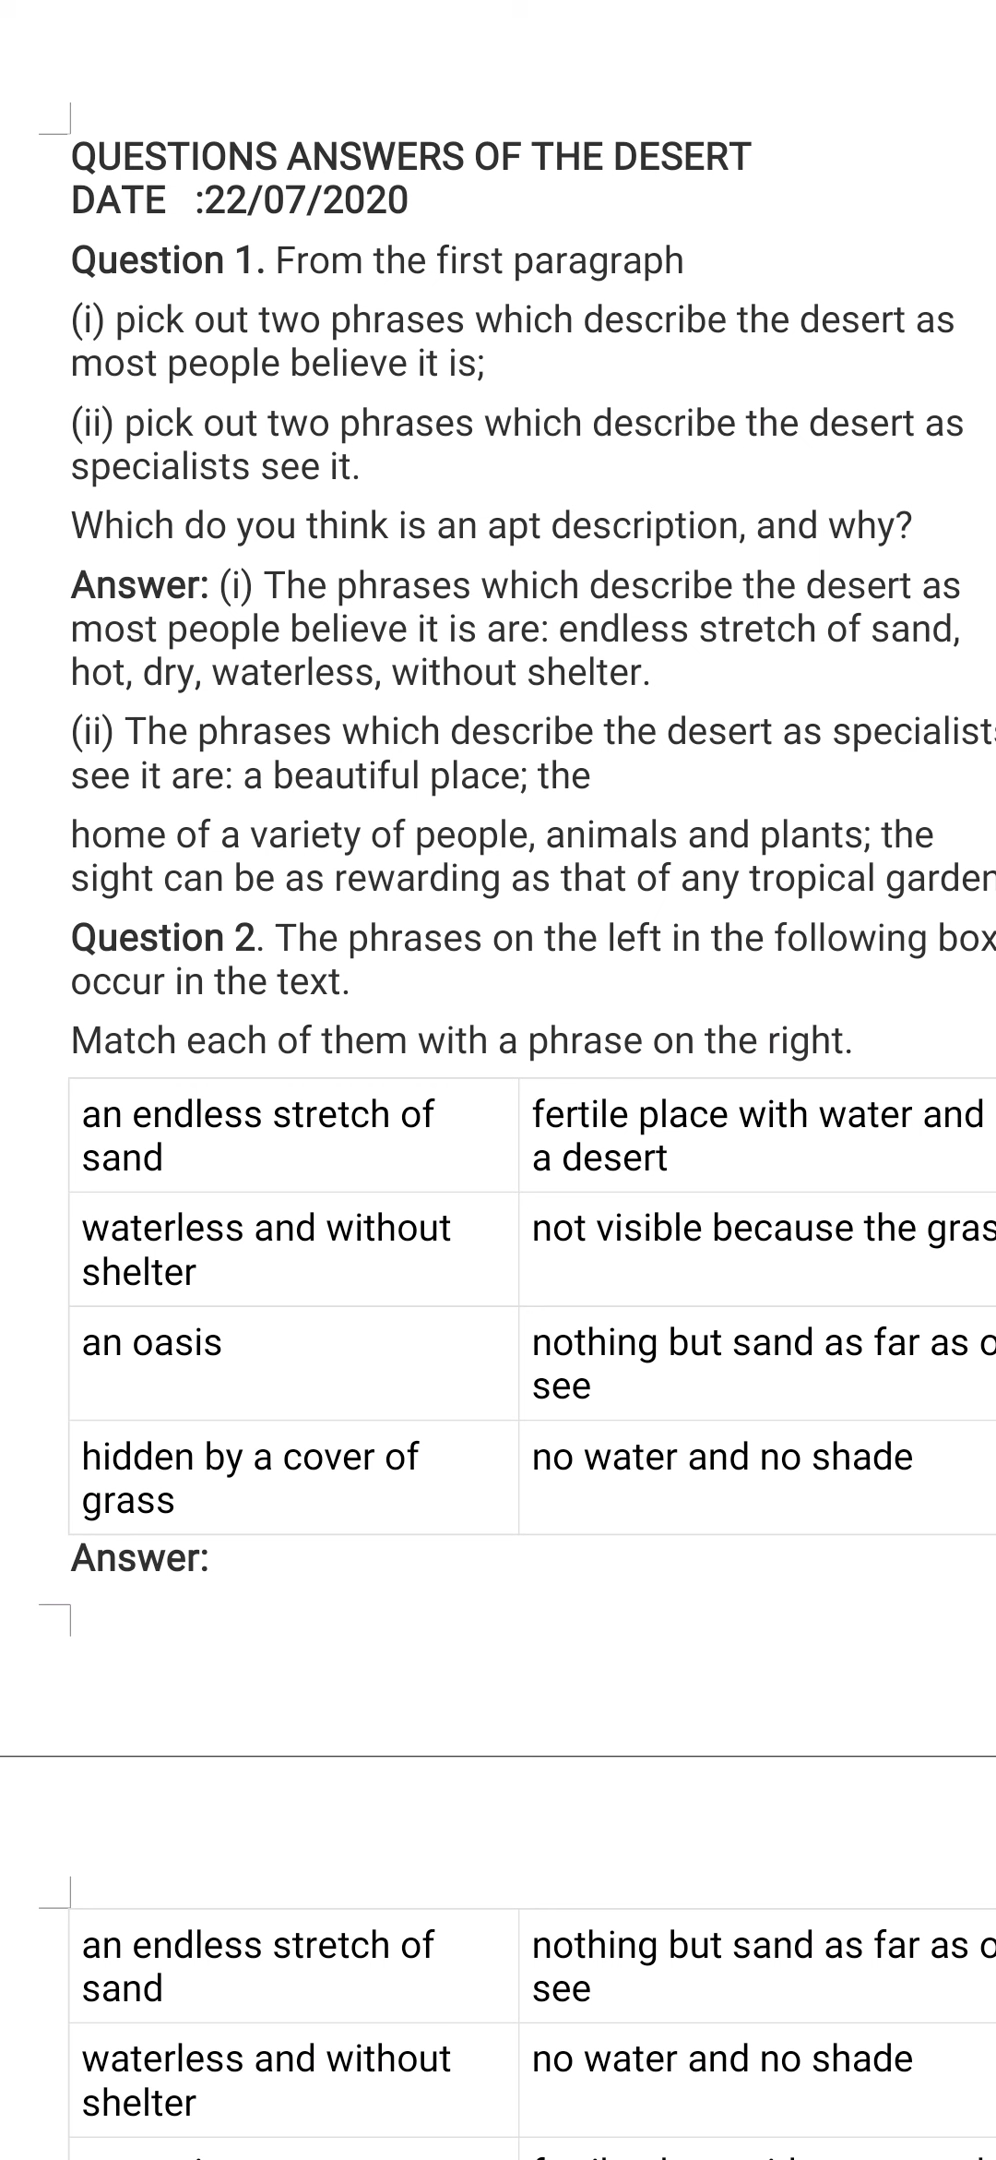 QUESTIONS ANSWERS OF THE DESERT
DATE :22/07/2020
Question 1. From the first paragraph
(i) pick out two phrases which describe the desert as
most people believe it is;
(ii) pick out two phrases which describe the desert as
specialists see it.
Which do you think is an apt description, and why?
Answer: (i) The phrases which describe the desert as
most people believe it is are: endless stretch of sand,
hot, dry, waterless, without shelter.
(ii) The phrases which describe the desert as specialists
see it are: a beautiful place; the
home of a variety of people, animals and plants; the
sight can be as rewarding as that of any tropical garden
Question 2. The phrases on the left in the following box
occur in the text.
Match each of them with a phrase on the right.
an endless stretch of
sand
fertile place with water and
a desert
waterless and without
shelter
not visible because the gras
an oasis
nothing but sand as far as o
see
hidden by a cover of
grass
no water and no shade
Answer:
an endless stretch of
sand
nothing but sand as far as o
see
waterless and without
shelter
no water and no shade